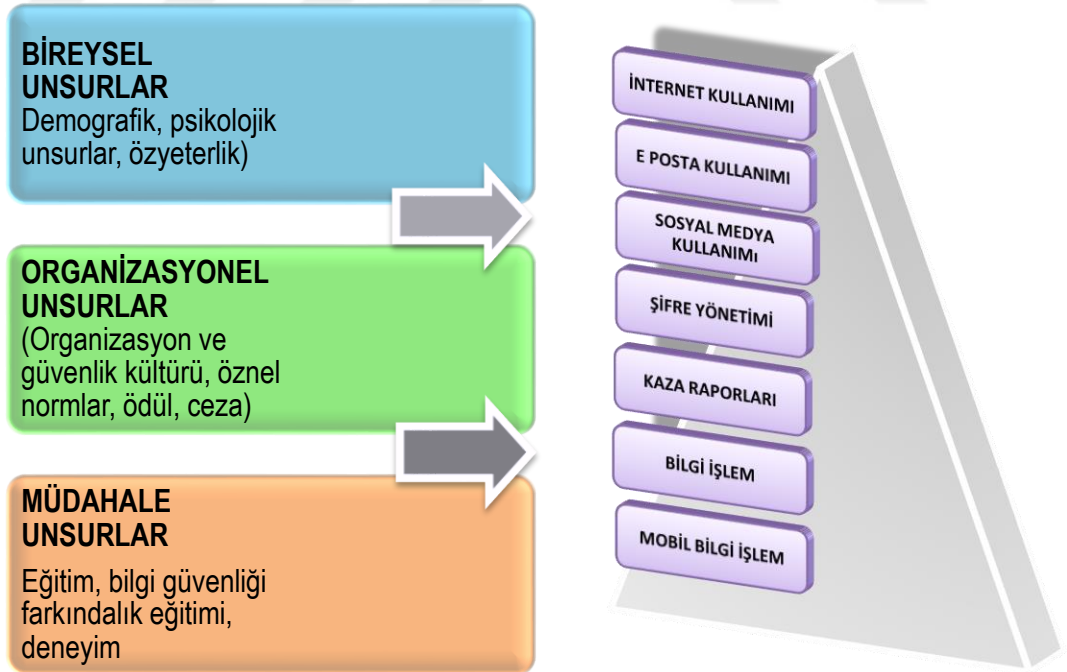 BİREYSEL
UNSURLAR
Demografik, psikolojik
unsurlar, özyeterlik)
ORGANİZASYONEL
UNSURLAR
(Organizasyon ve
güvenlik kültürü, öznel
normlar, ödül, ceza)
MÜDAHALE
UNSURLAR
Eğitim, bilgi güvenliği
farkındalık eğitimi,
deneyim
İNTERNET KULLANIMI
E POSTA KULLANIMI
SOSYAL MEDYA
KULLANIMı
ŞİFRE YÖNETİMİ
KAZA RAPORLARI
BİLGİ İŞLEM
MOBİL BİLGİ İŞLEM